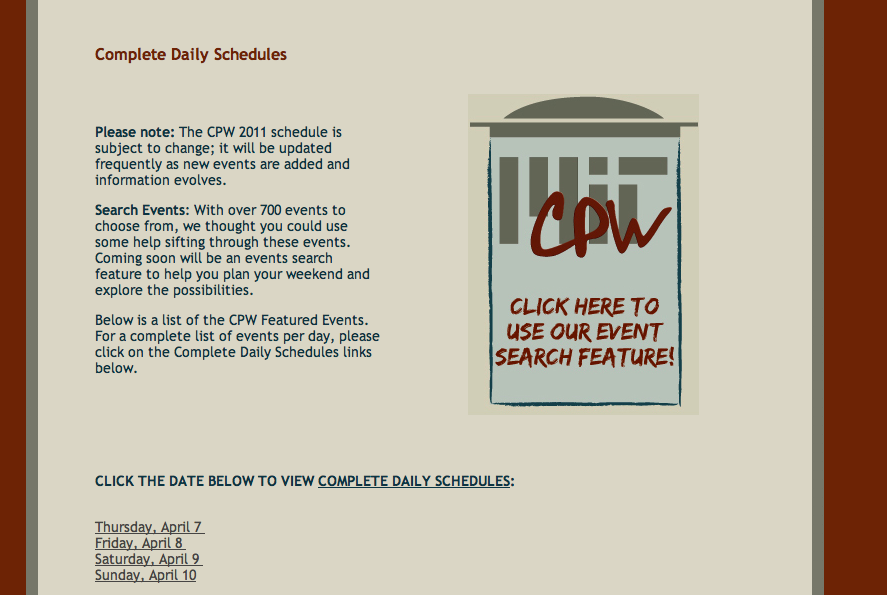 Complete Daily Schedules
Please note: The CPW 2011 schedule is
subject to change; it will be updated
frequently as new events are added and
information evolves.
Search Events: With over 700 events to
choose from, we thought you could use
some help sifting through these events.
Coming soon will be an events search
feature to help you plan your weekend and
explore the possibilities.
Below is a list of the CPW Featured Events.
For a complete list of events per day, please
click on the Complete Daily Schedules links
below.
MIT
CPW
CLICK HERE TO
USE OUR EVENT
SEARCH FEATURE!
CLICK THE DATE BELOW TO VIEW COMPLETE DAILY SCHEDULES:
Thursday, April 7
Friday, April 8
Saturday, April 9
Sunday, April 10